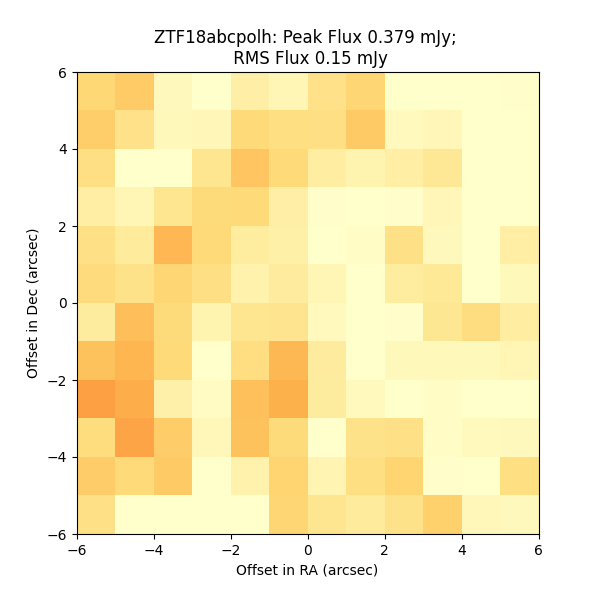 ZTF18abcpolh: Peak Flux 0.379 mJy;
RMS Flux 0.15 mJy
6
4
2
0
−2
−4
−6
Offset in Dec (arcsec)
−6 −4 −2 0 2 4 6
Offset in RA (arcsec)